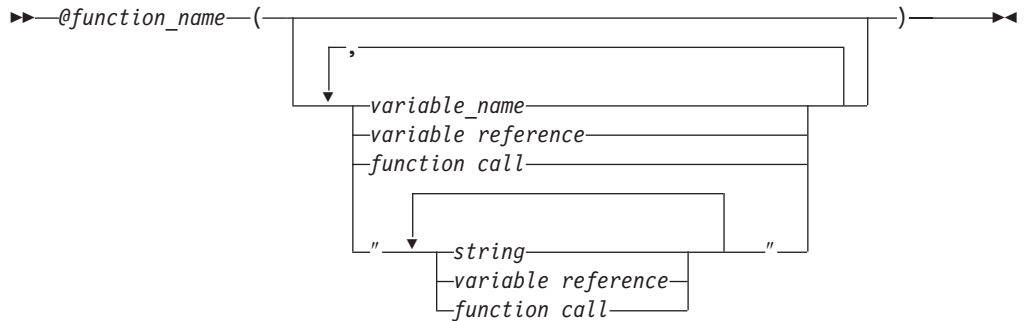 @function_name ( )
,
variable_name
variable reference
function call
" string "
variable reference
function call